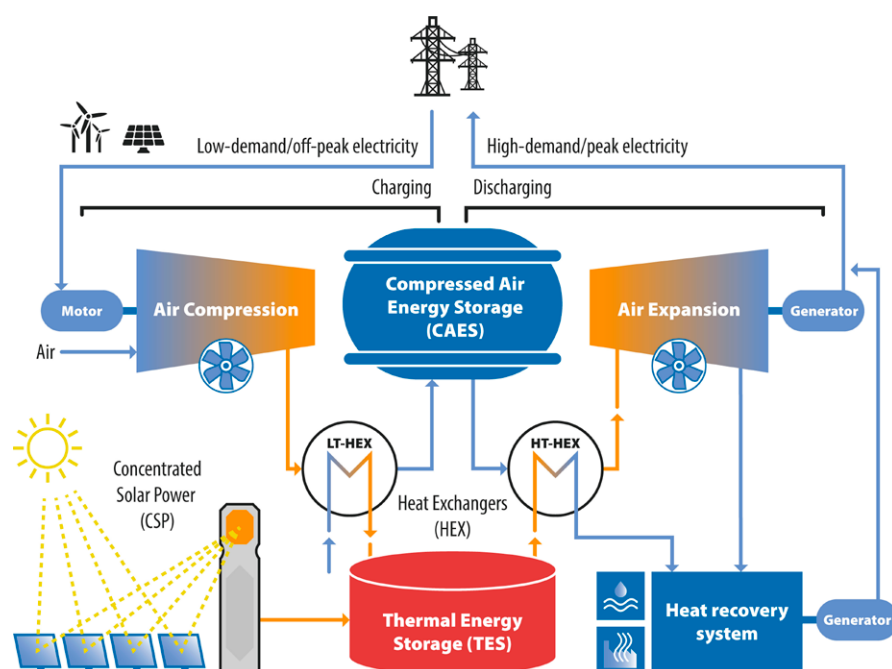 Low-demand/off-peak electricity
High-demand/peak electricity
Charging
Discharging
Motor
Air Compression
Compressed Air
Energy Storage
(CAES)
Air Expansion
Generator
Air
LT-HEX
HT-HEX
Concentrated
Solar Power
(CSP)
Heat Exchangers
(HEX)
Thermal Energy
Storage (TES)
Heat recovery
system
Generator